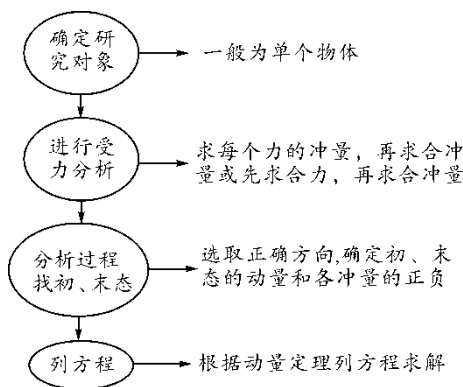 确定研
究对象
一般为单个物体
进行受
力分析
求每个力的冲量，再求合冲
量或先求合力，再求合冲量
分析过程
找初、末态
选取正确方向,确定初、末
态的动量和各冲量的正负
列方程
根据动量定理列方程求解